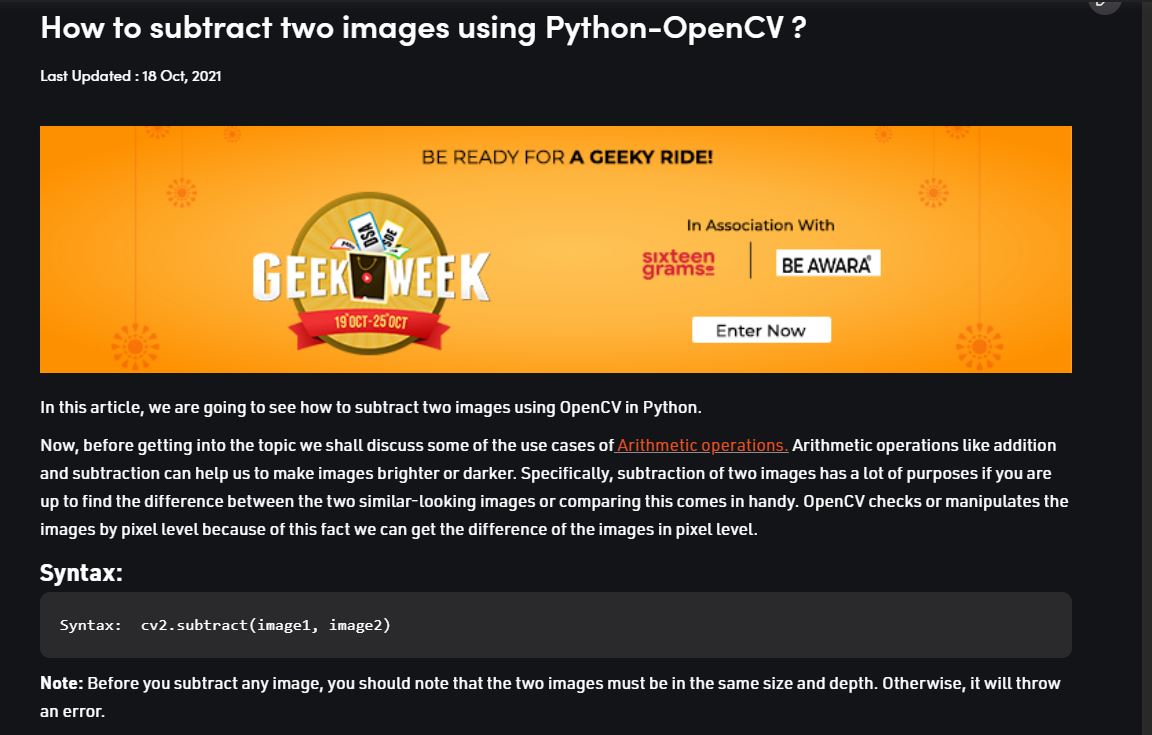 How to subtract two images using Python-OpenCV ?
Last Updated : 18 Oct, 2021
BE READY FOR A GEEKY RIDE!
DSA
SDE
GEEK WEEK
19 OCT-25 OCT
In Association With
sixteen
grams
BE AWARA
Enter Now
In this article, we are going to see how to subtract two images using OpenCV in Python.
Now, before getting into the topic we shall discuss some of the use cases of Arithmetic operations. Arithmetic operations like addition
and subtraction can help us to make images brighter or darker. Specifically, subtraction of two images has a lot of purposes if you are
up to find the difference between the two similar-looking images or comparing this comes in handy. OpenCV checks or manipulates the
images by pixel level because of this fact we can get the difference of the images in pixel level.
Syntax:
Syntax:  cv2.subtract(image1, image2)
Note: Before you subtract any image, you should note that the two images must be in the same size and depth. Otherwise, it will throw
an error.